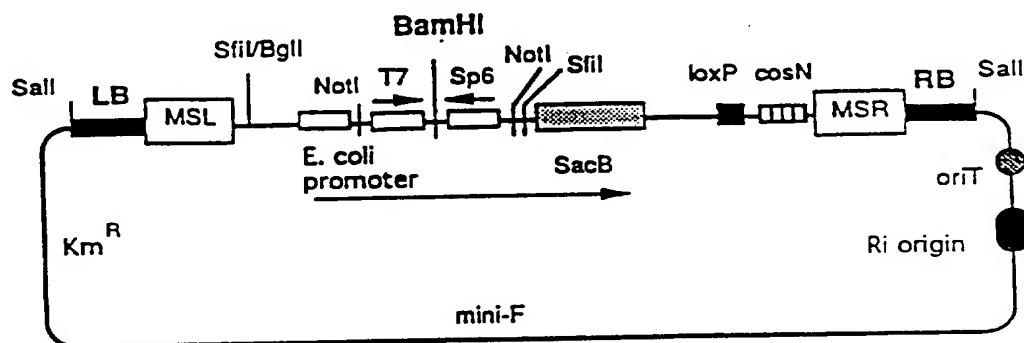 BamHI
SfiI/BglI
NotI
SalI
LB
NotI
T7
Sp6
SfiI
loxP
cosN
RB
SalI
MSL
MSR
E. coli
promoter
SacB
oriT
Km R
Ri origin
mini-F